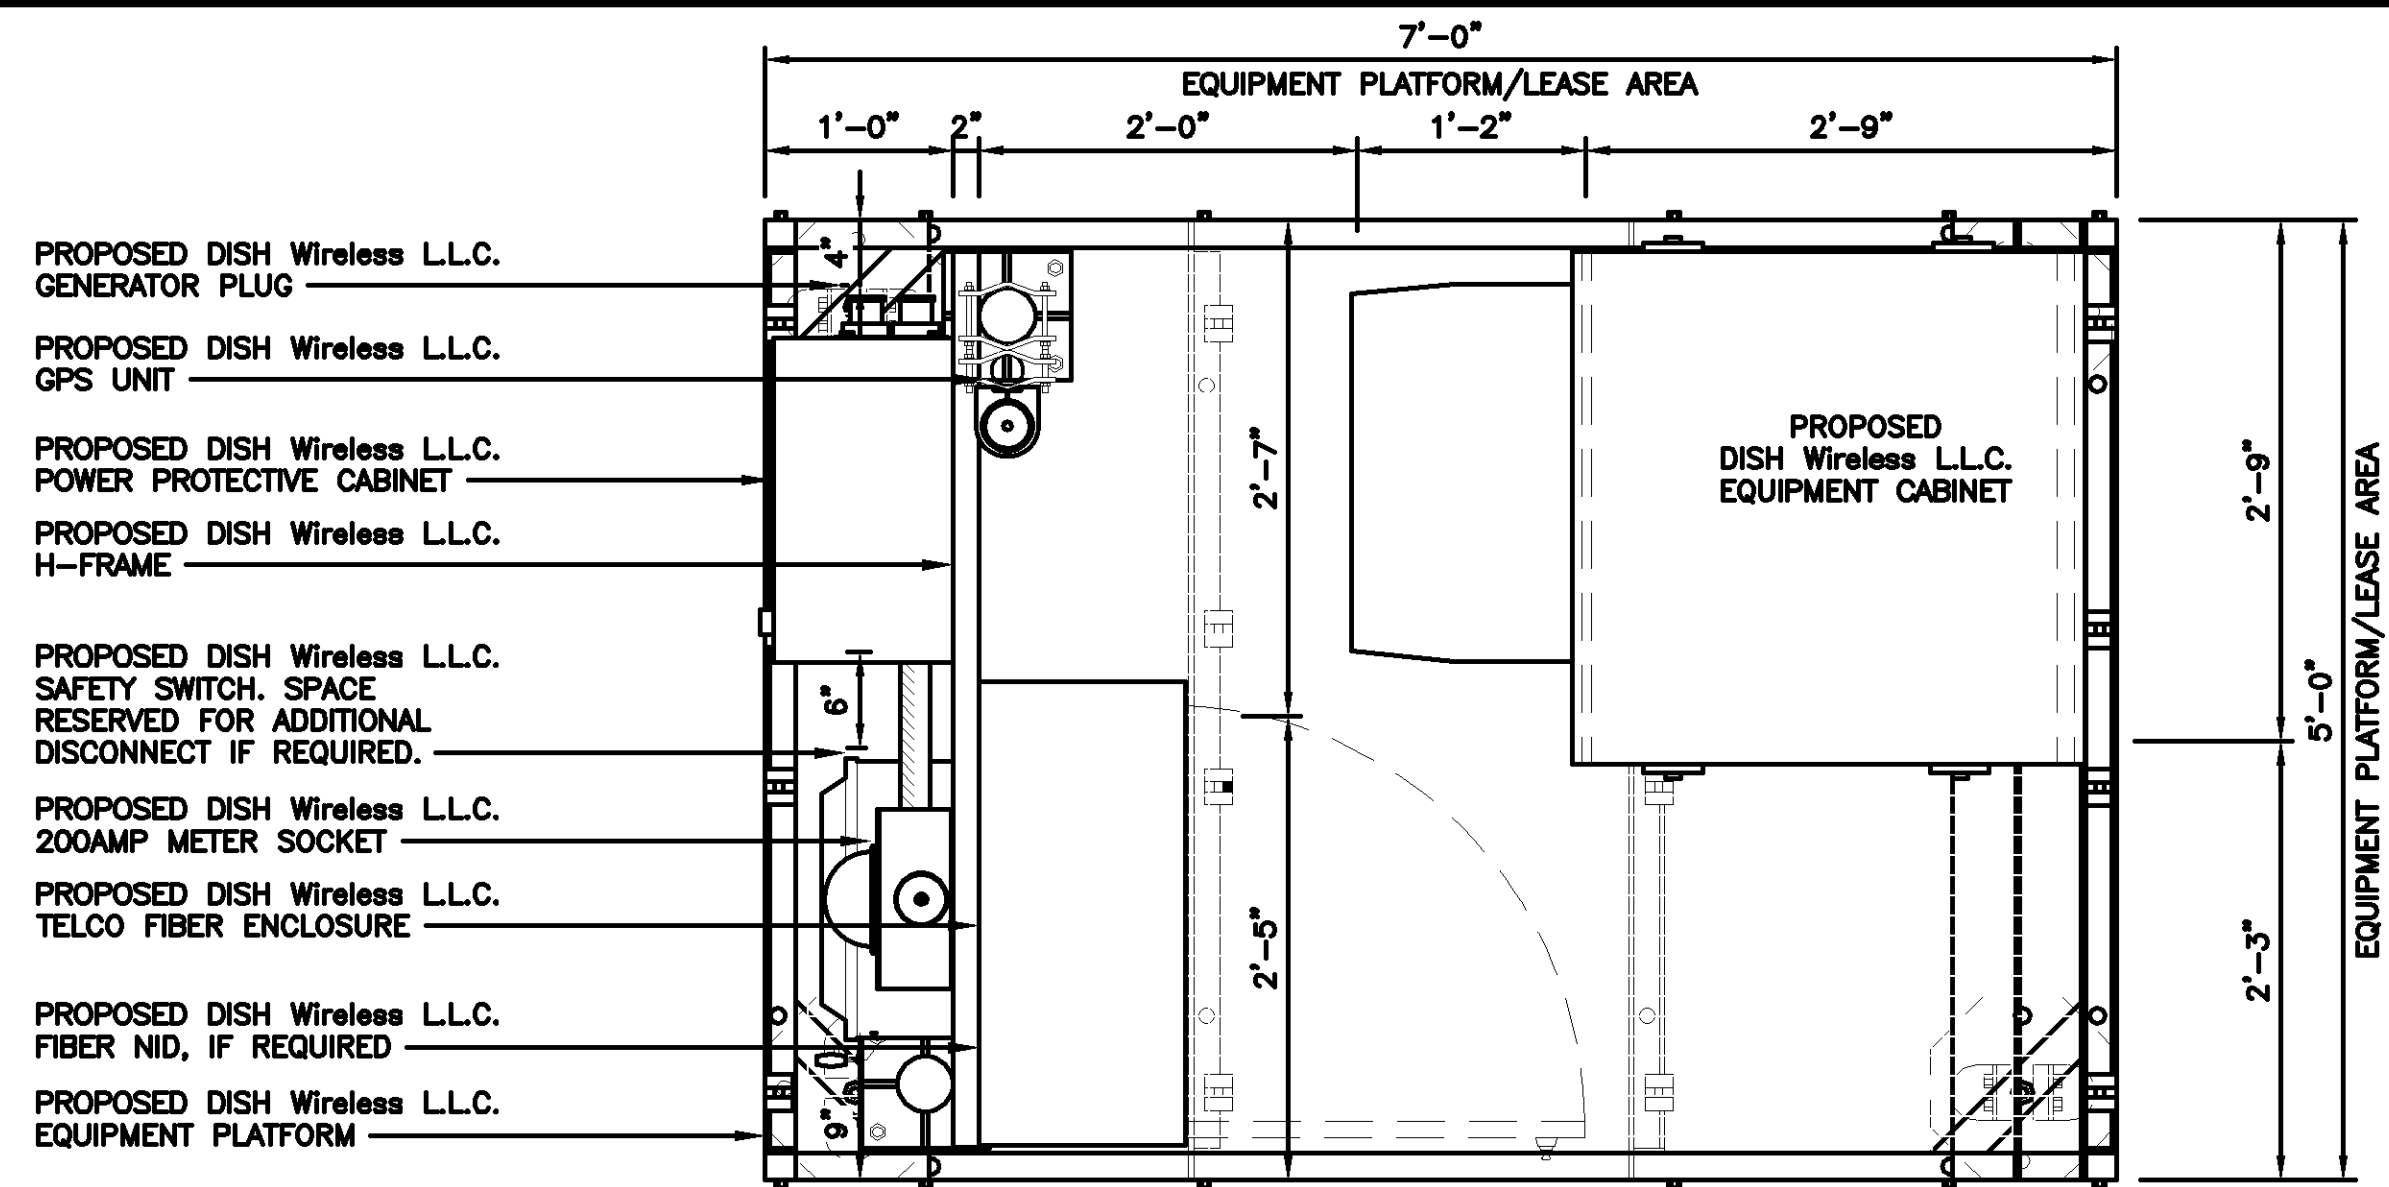 7'-0"
EQUIPMENT PLATFORM/LEASE AREA
1'-0" 2" 2'-0" 1'-2" 2'-9"
PROPOSED DISH Wireless L.L.C.
GENERATOR PLUG
PROPOSED DISH Wireless L.L.C.
GPS UNIT
PROPOSED DISH Wireless L.L.C.
POWER PROTECTIVE CABINET
PROPOSED DISH Wireless L.L.C.
H-FRAME
PROPOSED DISH Wireless L.L.C.
SAFETY SWITCH. SPACE
RESERVED FOR ADDITIONAL
DISCONNECT IF REQUIRED.
PROPOSED DISH Wireless L.L.C.
200AMP METER SOCKET
PROPOSED DISH Wireless L.L.C.
TELCO FIBER ENCLOSURE
PROPOSED DISH Wireless L.L.C.
FIBER NID, IF REQUIRED
PROPOSED DISH Wireless L.L.C.
EQUIPMENT PLATFORM
4"
6"
9"
2'-7"
2'-5"
PROPOSED
DISH Wireless L.L.C.
EQUIPMENT CABINET
2'-9"
2'-3"
5'-0"
EQUIPMENT PLATFORM/LEASE AREA